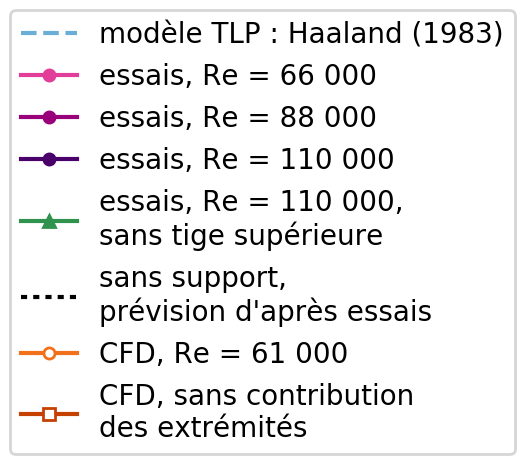 modèle TLP : Haaland (1983)
essais, Re = 66 000
essais, Re = 88 000
essais, Re = 110 000
essais, Re = 110 000,
sans tige supérieure
sans support,
prévision d'après essais
CFD, Re = 61 000
CFD, sans contribution
des extrémités